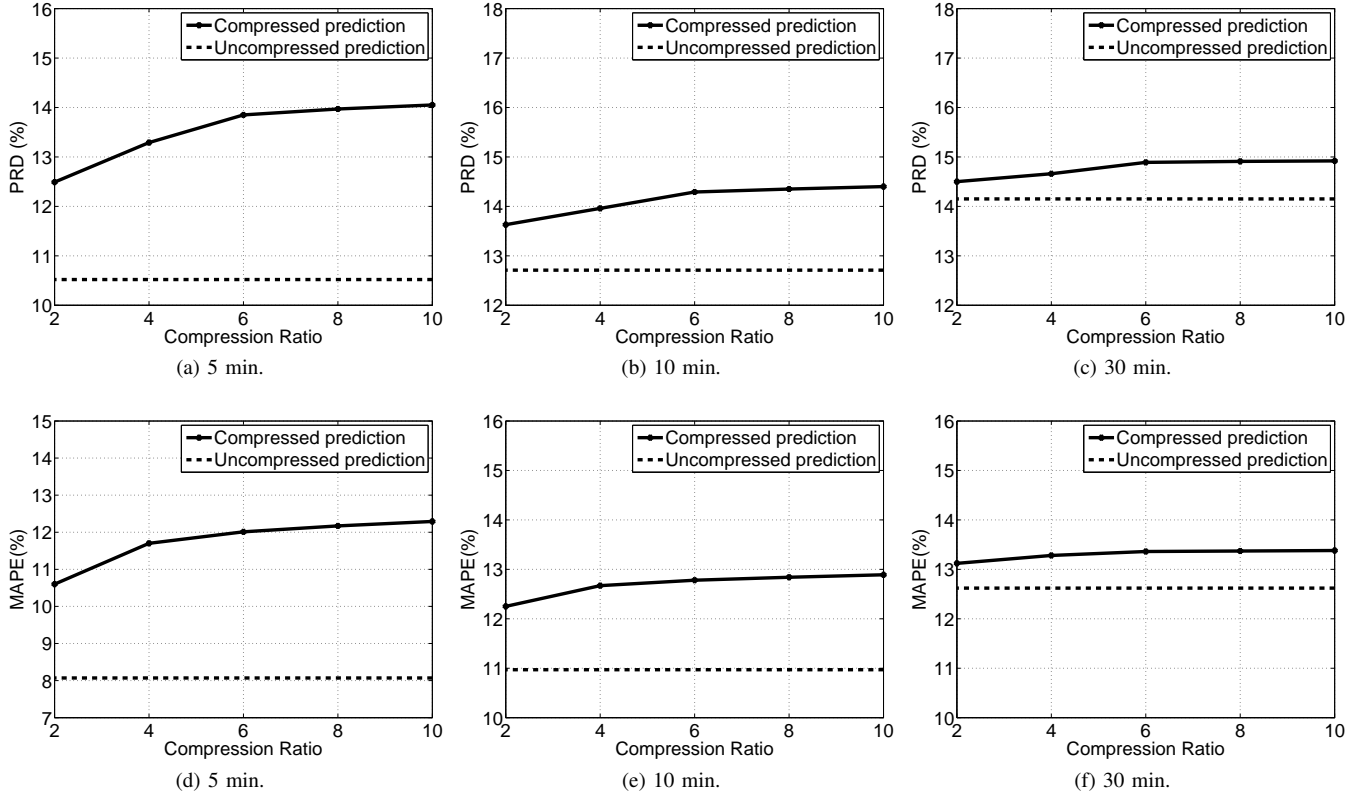 16
15
14
13
12
11
10
PRD (%)
Compressed prediction
Uncompressed prediction
2 4 6 8 10
Compression Ratio
(a) 5 min.
18
17
16
15
14
13
12
PRD (%)
Compressed prediction
Uncompressed prediction
2 4 6 8 10
Compression Ratio
(b) 10 min.
18
17
16
15
14
13
12
PRD (%)
Compressed prediction
Uncompressed prediction
2 4 6 8 10
Compression Ratio
(c) 30 min.
15
14
13
12
11
10
9
8
7
MAPE(%)
Compressed prediction
Uncompressed prediction
2 4 6 8 10
Compression Ratio
(d) 5 min.
16
15
14
13
12
11
10
MAPE(%)
Compressed prediction
Uncompressed prediction
2 4 6 8 10
Compression Ratio
(e) 10 min.
16
15
14
13
12
11
10
MAPE(%)
Compressed prediction
Uncompressed prediction
2 4 6 8 10
Compression Ratio
(f) 30 min.